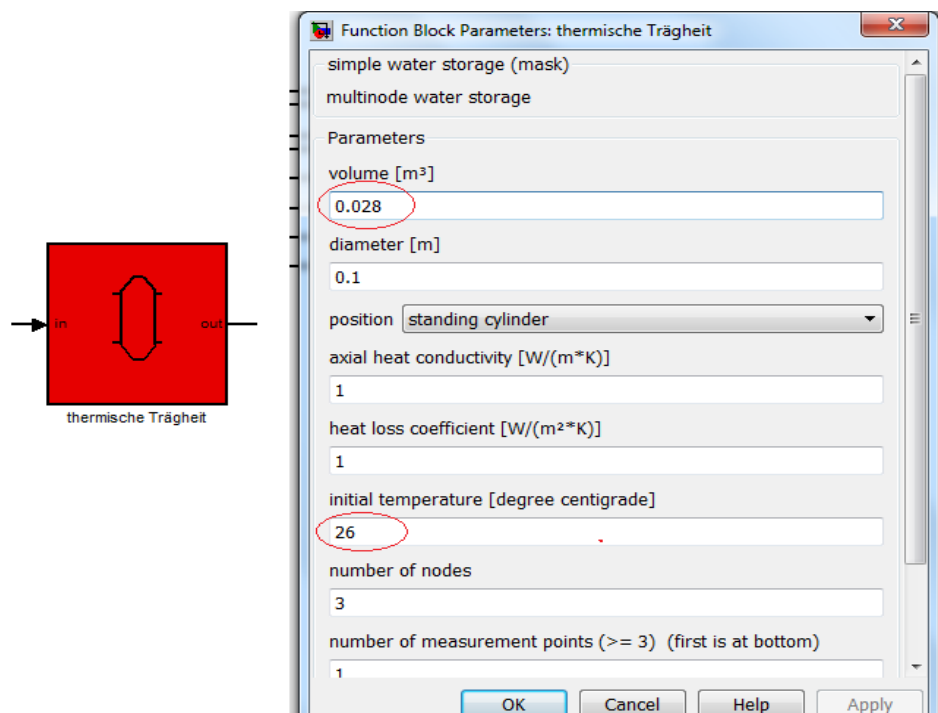 Function Block Parameters: thermische Trägheit
simple water storage (mask)
multinode water storage
Parameters
volume [m³]
0.028
diameter [m]
0.1
position standing cylinder
axial heat conductivity [W/(m*K)]
1
heat loss coefficient [W/(m²*K)]
1
initial temperature [degree centigrade]
26
number of nodes
3
number of measurement points (>= 3)  (first is at bottom)
1
OK Cancel Help Apply
in out
thermische Trägheit